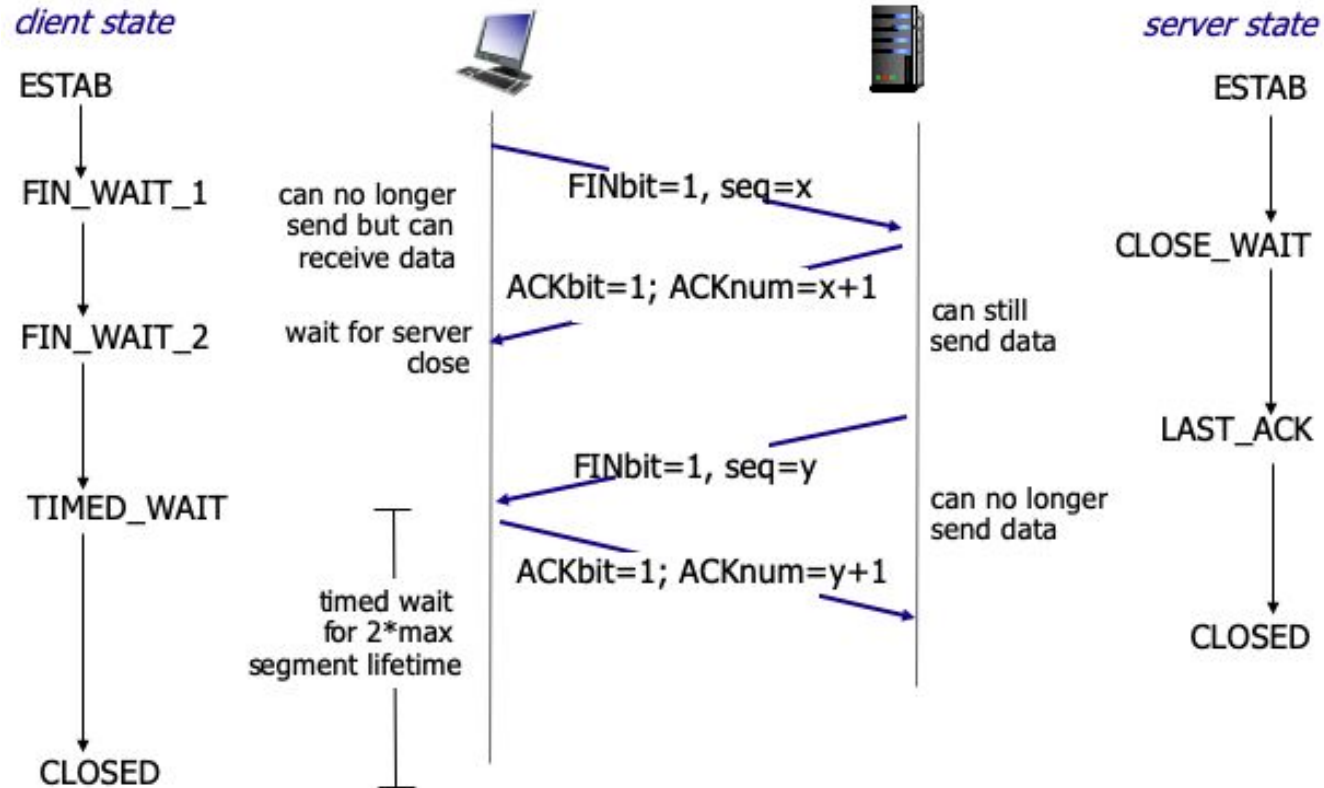 client state
server state
ESTAB
ESTAB
FIN_WAIT_1
can no longer
send but can
receive data
FINbit=1, seq=x
CLOSE_WAIT
ACKbit=1; ACKnum=x+1
can still
send data
FIN_WAIT_2
wait for server
close
LAST_ACK
FINbit=1, seq=y
TIMED_WAIT
can no longer
send data
ACKbit=1; ACKnum=y+1
timed wait
for 2*max
segment lifetime
CLOSED
CLOSED